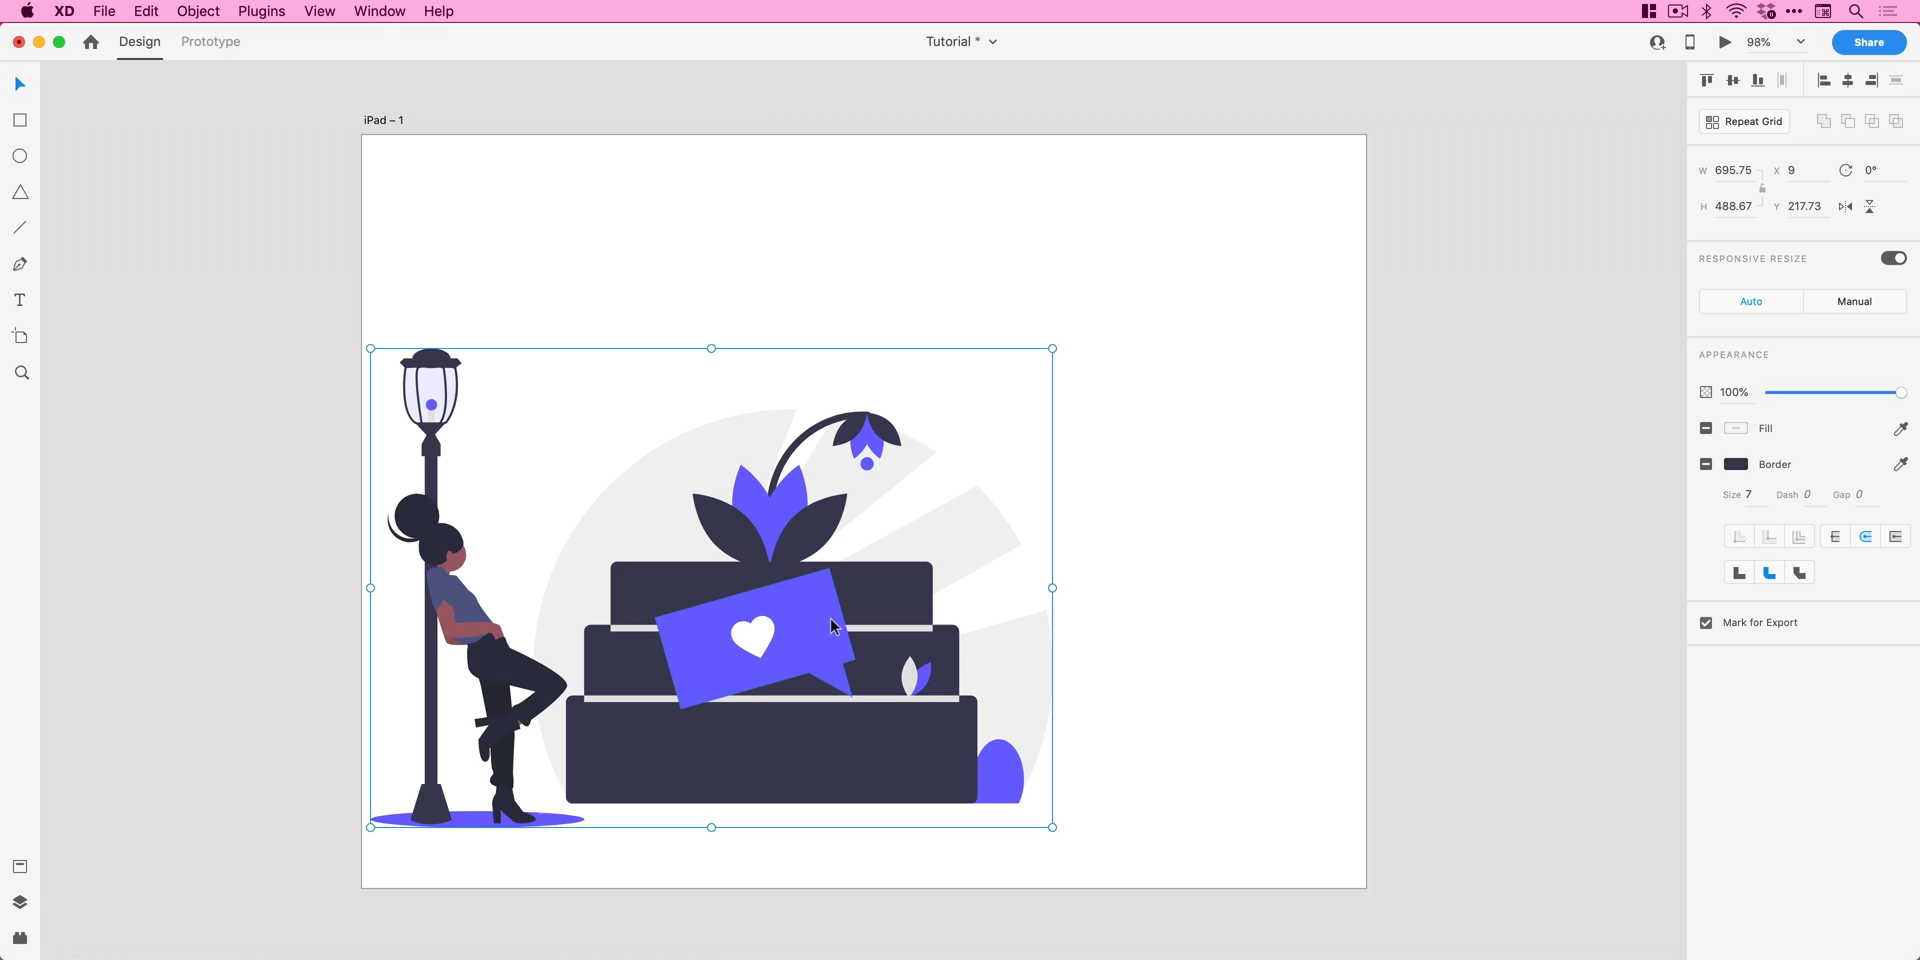 XD File Edit Object Plugins View Window Help
Design Prototype Tutorial * 98% Share
iPad – 1
Repeat Grid
W 695.75 X 9 0°
H 488.67 Y 217.73
RESPONSIVE RESIZE
Auto Manual
APPEARANCE
100%
Fill
Border
Size 7 Dash 0 Gap 0
Mark for Export